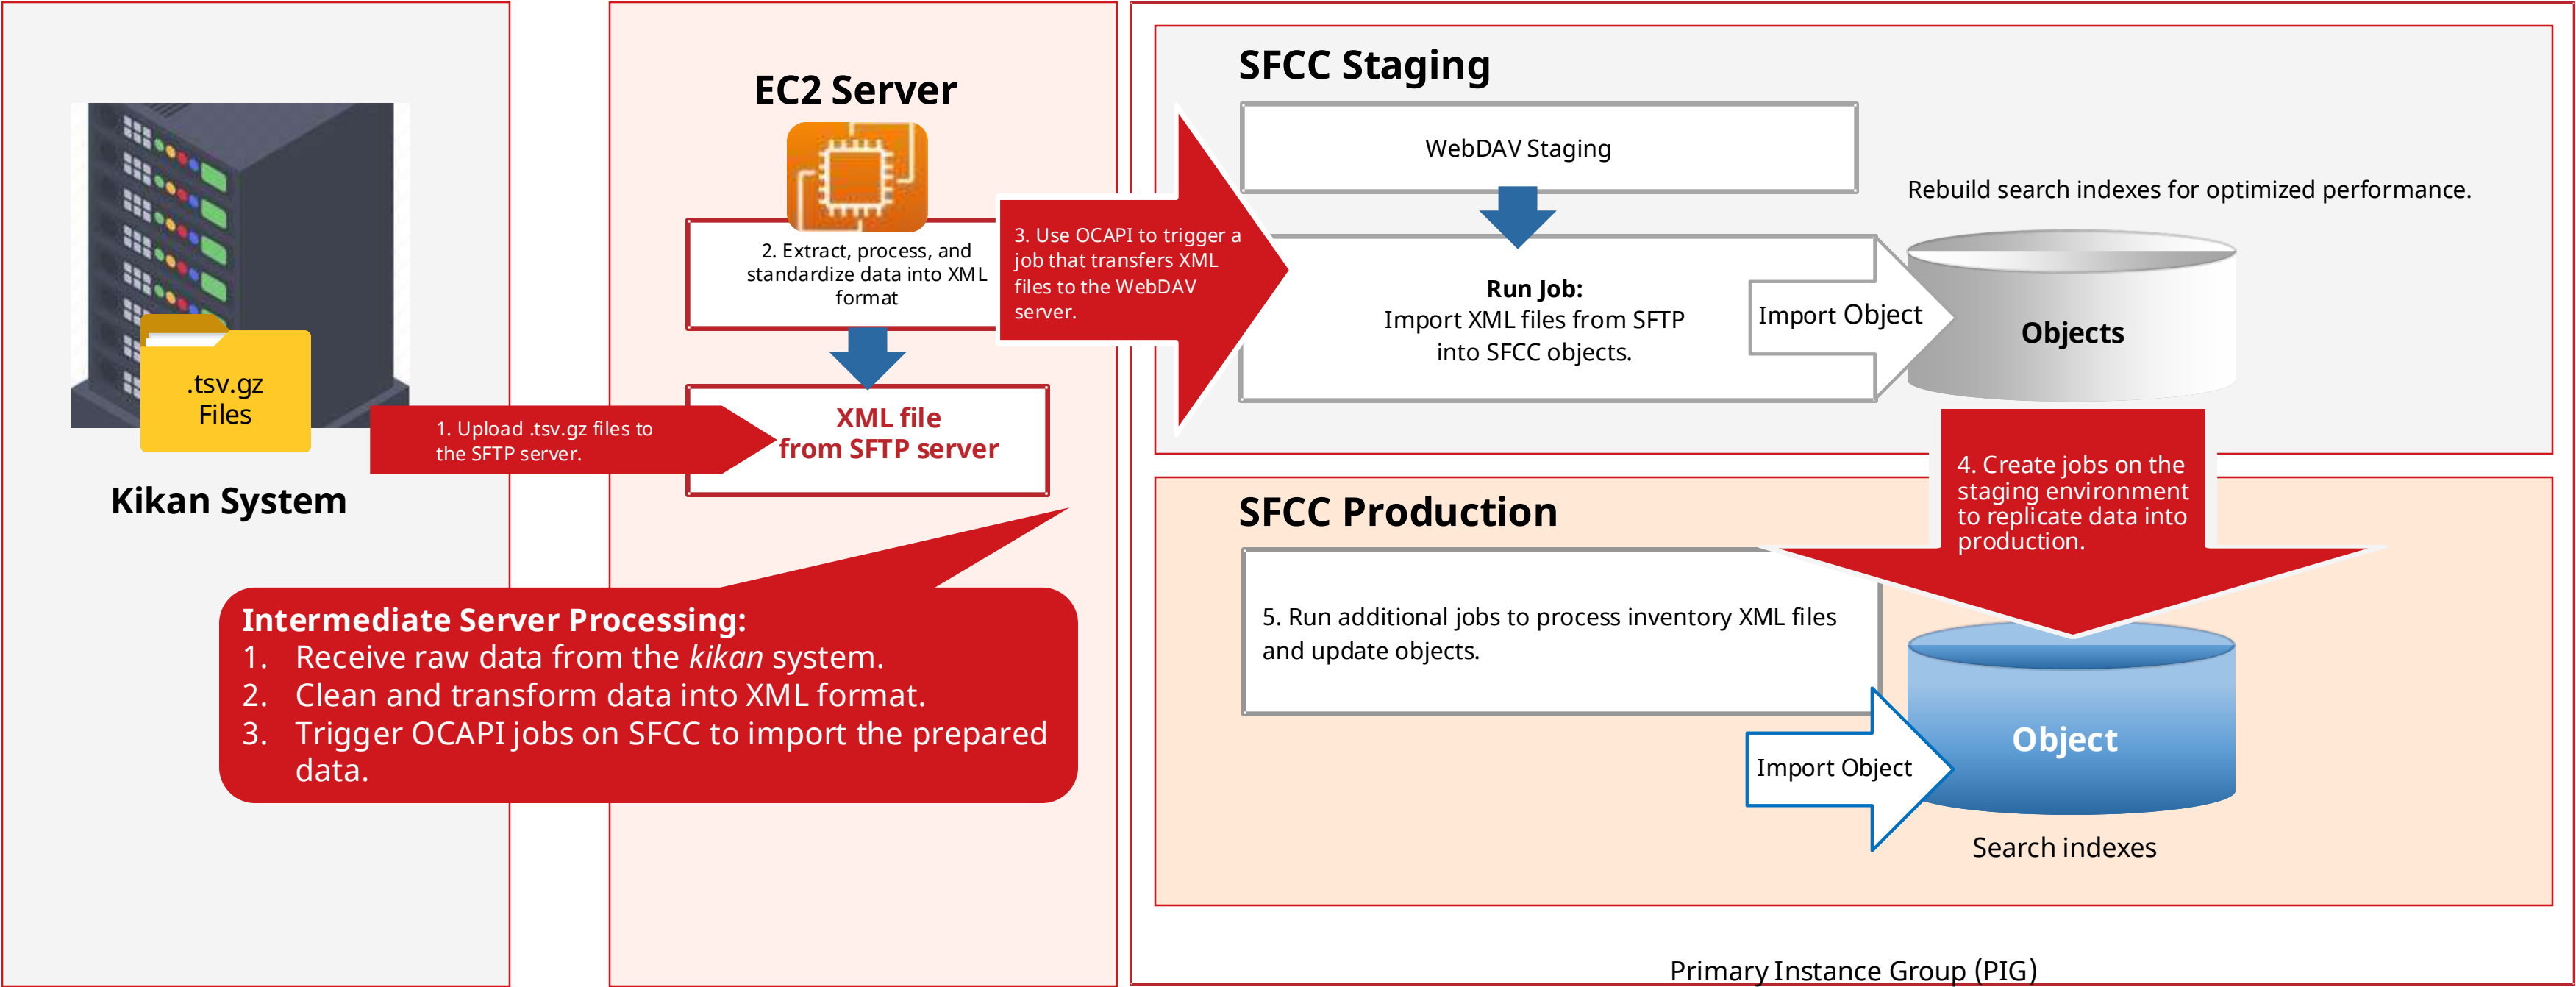 .tsv.gz
Files
Kikan System
1. Upload .tsv.gz files to
the SFTP server.
EC2 Server
2. Extract, process, and
standardize data into XML
format
XML file
from SFTP server
Intermediate Server Processing:
1. Receive raw data from the kikan system.
2. Clean and transform data into XML format.
3. Trigger OCAPI jobs on SFCC to import the prepared
data.
3. Use OCAPI to trigger a
job that transfers XML
files to the WebDAV
server.
SFCC Staging
WebDAV Staging
Run Job:
Import XML files from SFTP
into SFCC objects.
Import Object
Rebuild search indexes for optimized performance.
Objects
4. Create jobs on the
staging environment
to replicate data into
production.
SFCC Production
5. Run additional jobs to process inventory XML files
and update objects.
Import Object
Object
Search indexes
Primary Instance Group (PIG)